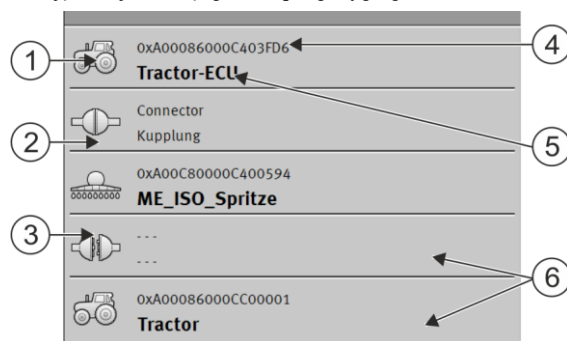 0xA00086000C403FD6
Tractor-ECU
Connector
Kupplung
0xA00C80000C400594
ME_ISO_Spritze
---
---
0xA00086000CC00001
Tractor
1
2
3
4
5
6